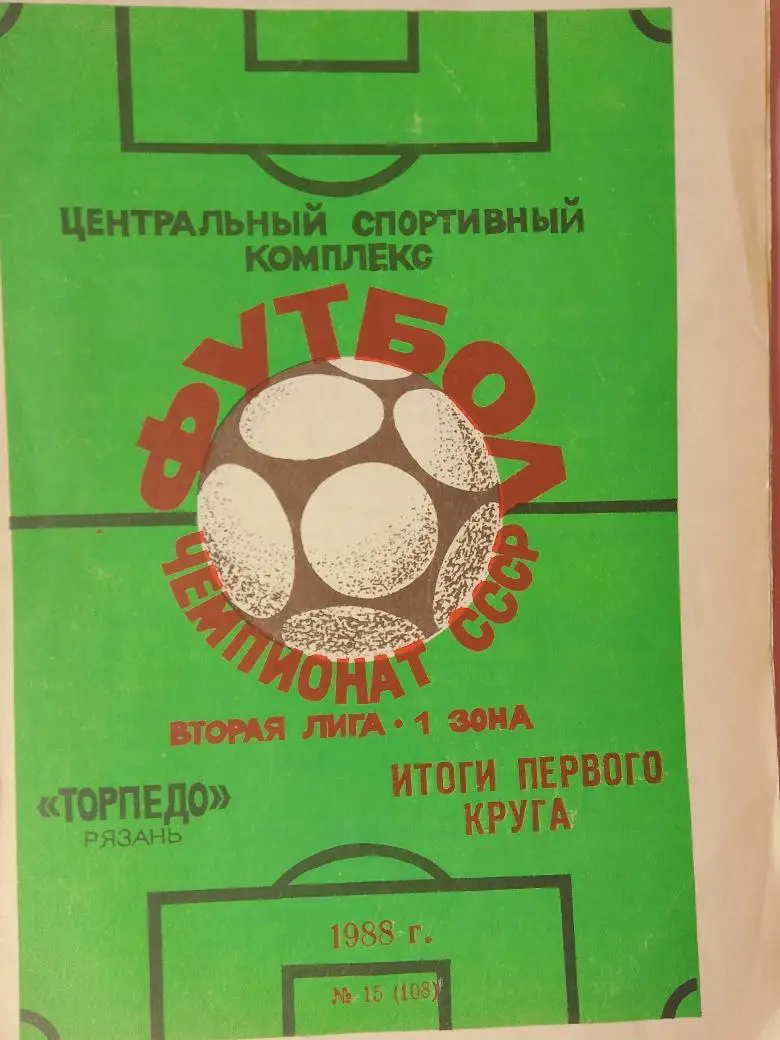 ЦЕНТРАЛЬНЫЙ СПОРТИВНЫЙ
КОМПЛЕКС
ФУТБОЛ
ЧЕМПИОНАТ СССР
ВТОРАЯ ЛИГА · 1 ЗОНА
«ТОРПЕДО»
РЯЗАНЬ
ИТОГИ ПЕРВОГО
КРУГА
1988 г.
№ 15 (108)